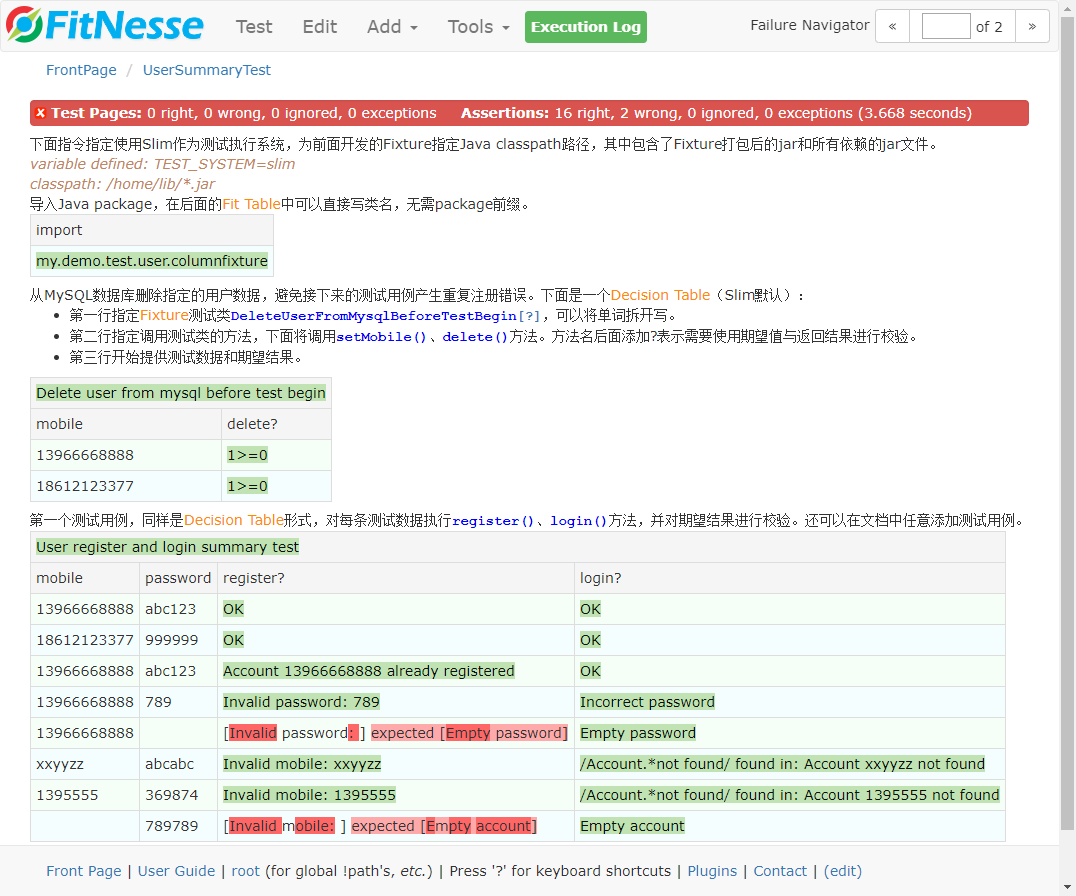 FitNesse Test Edit Add Tools Execution Log Failure Navigator « of 2 »
FrontPage / UserSummaryTest
x Test Pages: 0 right, 0 wrong, 0 ignored, 0 exceptions Assertions: 16 right, 2 wrong, 0 ignored, 0 exceptions (3.668 seconds)
下面指令指定使用Slim作为测试执行系统，为前面开发的Fixture指定Java classpath路径，其中包含了Fixture打包后的jar和所有依赖的jar文件。
variable defined: TEST_SYSTEM=slim
classpath: /home/lib/*.jar
导入Java package，在后面的Fit Table中可以直接写类名，无需package前缀。
import
my.demo.test.user.columnfixture
从MySQL数据库删除指定的用户数据，避免接下来的测试用例产生重复注册错误。下面是一个Decision Table（Slim默认）：
• 第一行指定Fixture测试类DeleteUserFromMysqlBeforeTestBegin[?]，可以将单词拆开写。
• 第二行指定调用测试类的方法，下面将调用setMobile()、delete()方法。方法名后面添加?表示需要使用期望值与返回结果进行校验。
• 第三行开始提供测试数据和期望结果。
Delete user from mysql before test begin
mobile delete?
13966668888 1>=0
18612123377 1>=0
第一个测试用例，同样是Decision Table形式，对每条测试数据执行register()、login()方法，并对期望结果进行校验。还可以在文档中任意添加测试用例。
User register and login summary test
mobile password register? login?
13966668888 abc123 OK OK
18612123377 999999 OK OK
13966668888 abc123 Account 13966668888 already registered OK
13966668888 789 Invalid password: 789 Incorrect password
13966668888 [Invalid password: ] expected [Empty password] Empty password
xxyyzz abcabc Invalid mobile: xxyyzz /Account.*not found/ found in: Account xxyyzz not found
1395555 369874 Invalid mobile: 1395555 /Account.*not found/ found in: Account 1395555 not found
789789 [Invalid mobile: ] expected [Empty account] Empty account
Front Page | User Guide | root (for global !path's, etc.) | Press '?' for keyboard shortcuts | Plugins | Contact | (edit)